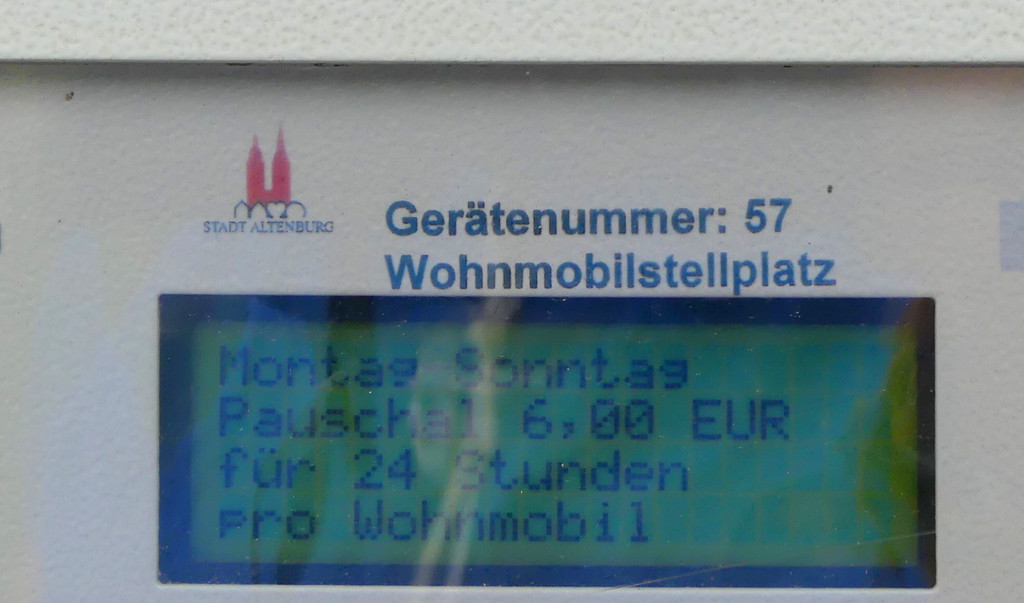 STADT ALTENBURG
Gerätenummer: 57
Wohnmobilstellplatz
Montag-Sonntag
Pauschal 6,00 EUR
für 24 Stunden
pro Wohnmobil